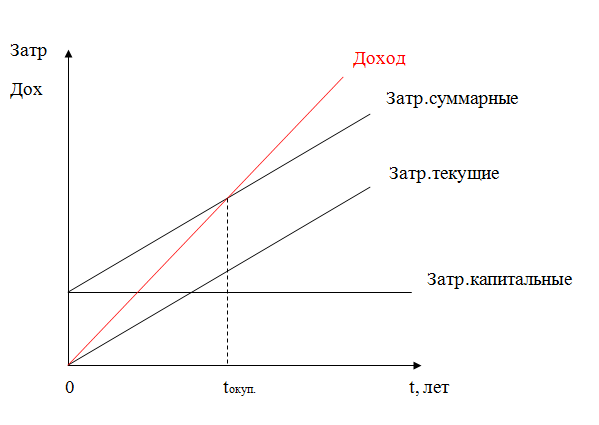 Затр
Дох
Доход
Затр.суммарные
Затр.текущие
Затр.капитальные
0
tокуп.
t, лет